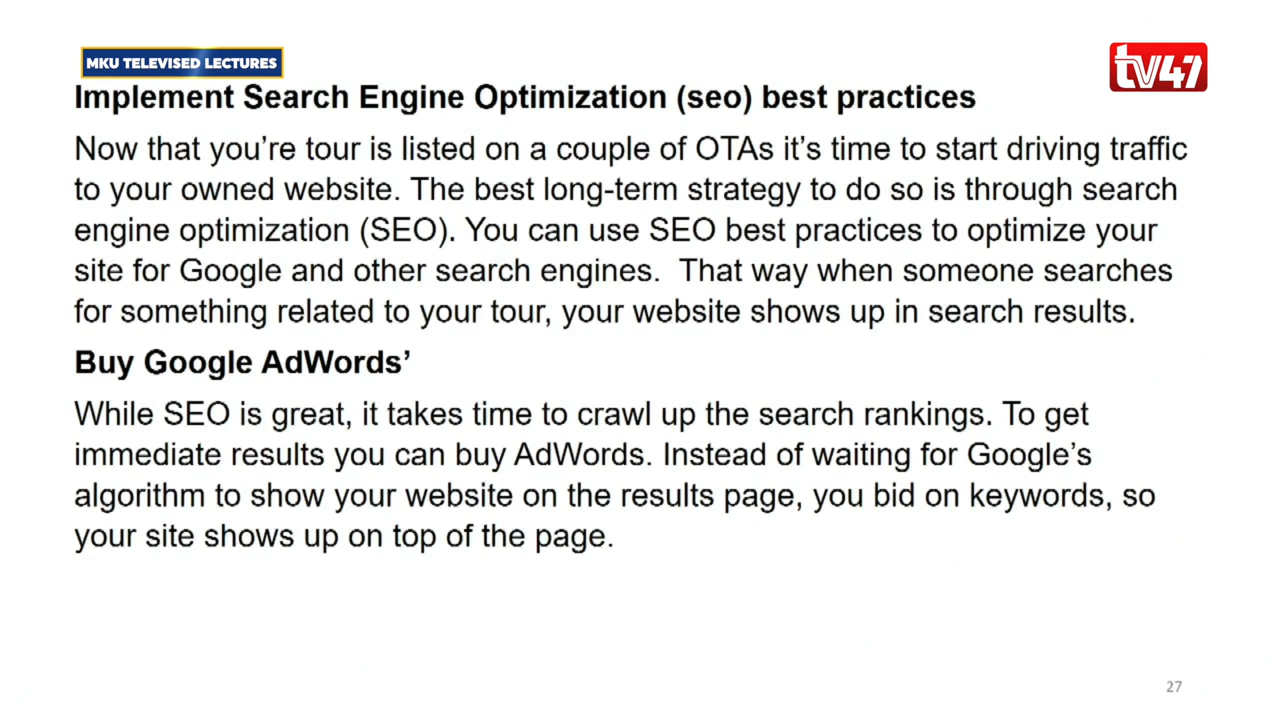 MKU TELEVISED LECTURES
tv47
Implement Search Engine Optimization (seo) best practices
Now that you’re tour is listed on a couple of OTAs it’s time to start driving traffic
to your owned website. The best long-term strategy to do so is through search
engine optimization (SEO). You can use SEO best practices to optimize your
site for Google and other search engines.  That way when someone searches
for something related to your tour, your website shows up in search results.
Buy Google AdWords’
While SEO is great, it takes time to crawl up the search rankings. To get
immediate results you can buy AdWords. Instead of waiting for Google’s
algorithm to show your website on the results page, you bid on keywords, so
your site shows up on top of the page.
27